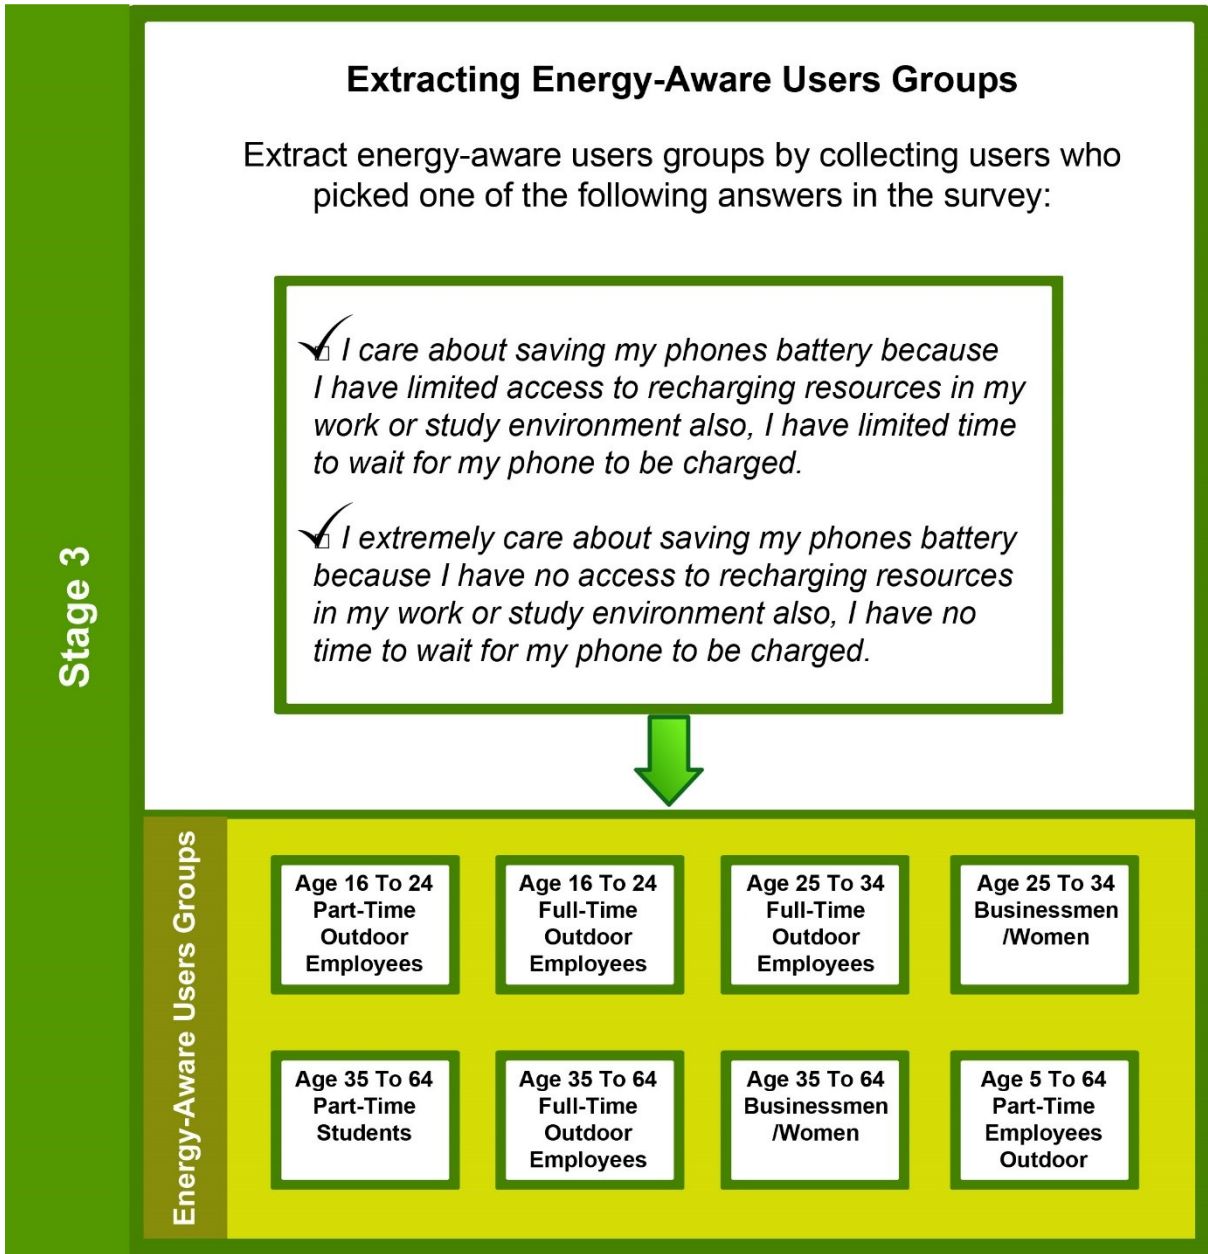 Extracting Energy-Aware Users Groups
Extract energy-aware users groups by collecting users who
picked one of the following answers in the survey:
I care about saving my phones battery because
I have limited access to recharging resources in my
work or study environment also, I have limited time
to wait for my phone to be charged.
I extremely care about saving my phones battery
because I have no access to recharging resources
in my work or study environment also, I have no
time to wait for my phone to be charged.
Stage 3
Energy-Aware Users Groups
Age 16 To 24
Part-Time
Outdoor
Employees
Age 16 To 24
Full-Time
Outdoor
Employees
Age 25 To 34
Full-Time
Outdoor
Employees
Age 25 To 34
Businessmen
/Women
Age 35 To 64
Part-Time
Students
Age 35 To 64
Full-Time
Outdoor
Employees
Age 35 To 64
Businessmen
/Women
Age 5 To 64
Part-Time
Employees
Outdoor